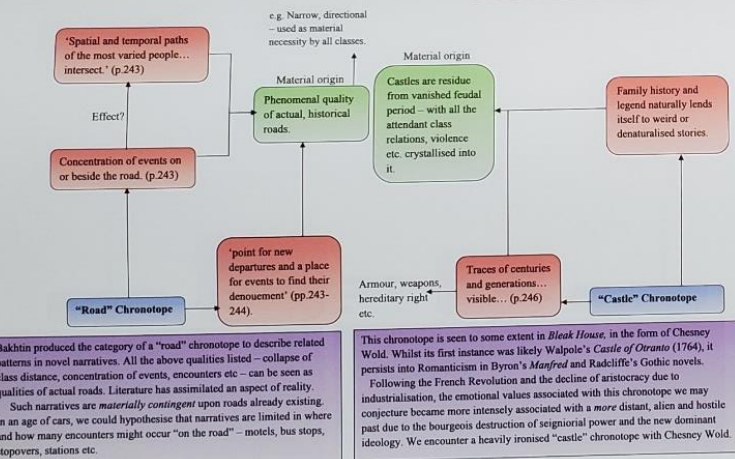 e.g. Narrow, directional
– used as material
necessity by all classes.
'Spatial and temporal paths
of the most varied people…
intersect.' (p.243)
Material origin
Phenomenal quality
of actual, historical
roads.
Effect?
Concentration of events on
or beside the road. (p.243)
'point for new
departures and a place
for events to find their
denouement' (pp.243-
244).
"Road" Chronotope
Material origin
Castles are residue
from vanished feudal
period – with all the
attendant class
relations, violence
etc. crystallised into
it.
Family history and
legend naturally lends
itself to weird or
denaturalised stories.
Armour, weapons,
hereditary right
etc.
Traces of centuries
and generations…
visible… (p.246)
"Castle" Chronotope
Bakhtin produced the category of a "road" chronotope to describe related
patterns in novel narratives. All the above qualities listed – collapse of
class distance, concentration of events, encounters etc – can be seen as
qualities of actual roads. Literature has assimilated an aspect of reality.
Such narratives are materially contingent upon roads already existing.
In an age of cars, we could hypothesise that narratives are limited in where
and how many encounters might occur "on the road" – motels, bus stops,
stopovers, stations etc.
This chronotope is seen to some extent in Bleak House, in the form of Chesney
Wold. Whilst its first instance was likely Walpole's Castle of Otranto (1764), it
persists into Romanticism in Byron's Manfred and Radcliffe's Gothic novels.
Following the French Revolution and the decline of aristocracy due to
industrialisation, the emotional values associated with this chronotope we may
conjecture became more intensely associated with a more distant, alien and hostile
past due to the bourgeois destruction of seigniorial power and the new dominant
ideology. We encounter a heavily ironised "castle" chronotope with Chesney Wold.